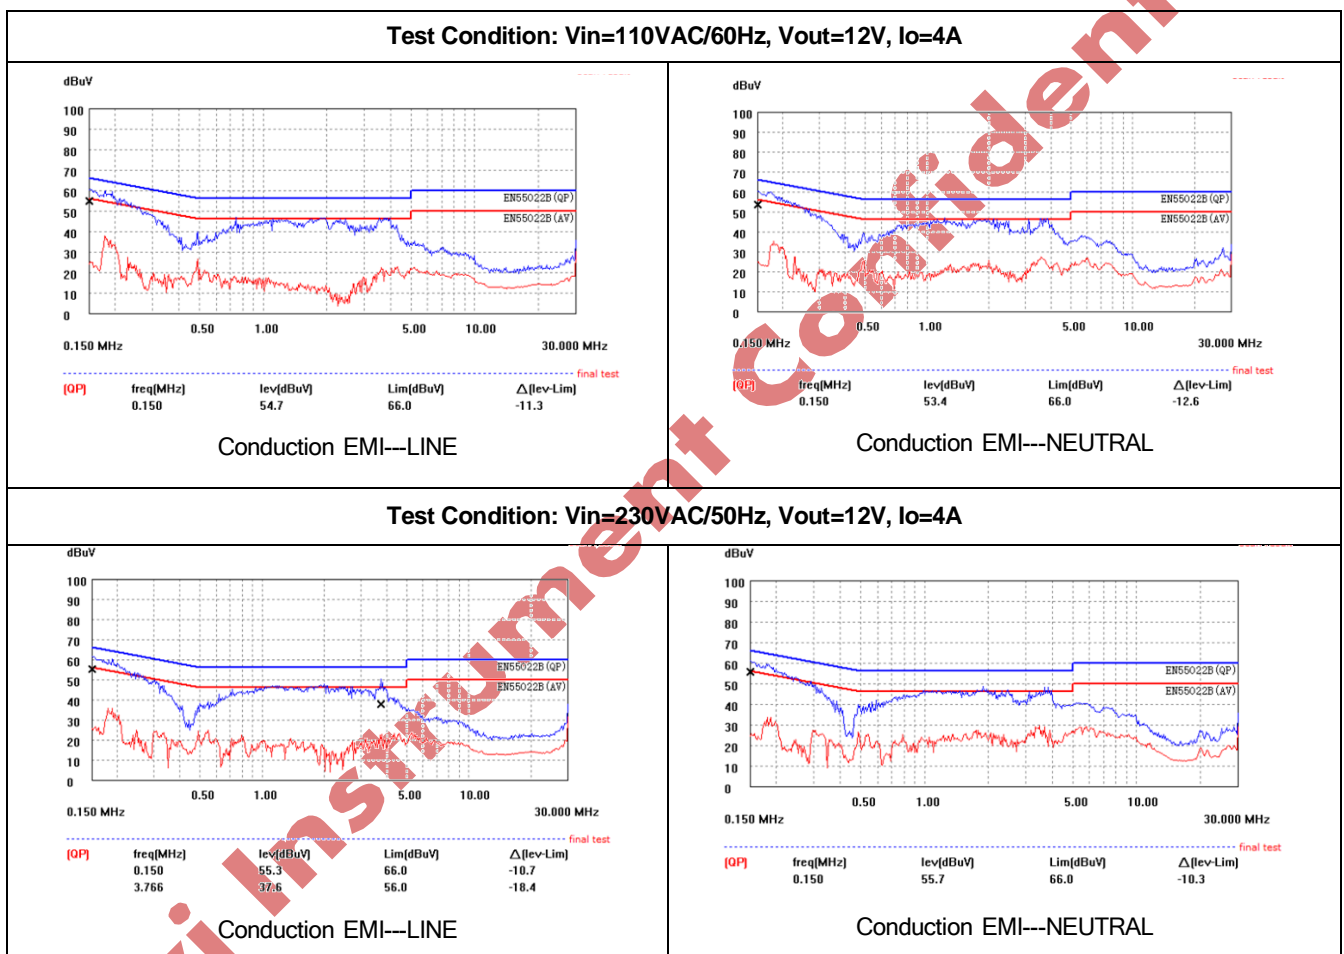 Test Condition: Vin=110VAC/60Hz, Vout=12V, Io=4A
dBuV
100
90
80
70
60
50
40
30
20
10
0
EN55022B(QP)
EN55022B(AV)
0.50 1.00 5.00 10.00
0.150 MHz 30.000 MHz
final test
[QP] freq(MHz) lev(dBuV) Lim(dBuV) Δ(lev-Lim)
0.150 54.7 66.0 -11.3
Conduction EMI---LINE
dBuV
100
90
80
70
60
50
40
30
20
10
0
EN55022B(QP)
EN55022B(AV)
0.50 1.00 5.00 10.00
0.150 MHz 30.000 MHz
final test
[QP] freq(MHz) lev(dBuV) Lim(dBuV) Δ(lev-Lim)
0.150 53.4 66.0 -12.6
Conduction EMI---NEUTRAL
Test Condition: Vin=230VAC/50Hz, Vout=12V, Io=4A
dBuV
100
90
80
70
60
50
40
30
20
10
0
EN55022B(QP)
EN55022B(AV)
0.50 1.00 5.00 10.00
0.150 MHz 30.000 MHz
final test
[QP] freq(MHz) lev(dBuV) Lim(dBuV) Δ(lev-Lim)
0.150 55.3 66.0 -10.7
3.766 37.6 56.0 -18.4
Conduction EMI---LINE
dBuV
100
90
80
70
60
50
40
30
20
10
0
EN55022B(QP)
EN55022B(AV)
0.50 1.00 5.00 10.00
0.150 MHz 30.000 MHz
final test
[QP] freq(MHz) lev(dBuV) Lim(dBuV) Δ(lev-Lim)
0.150 55.7 66.0 -10.3
Conduction EMI---NEUTRAL
Instrument Confident